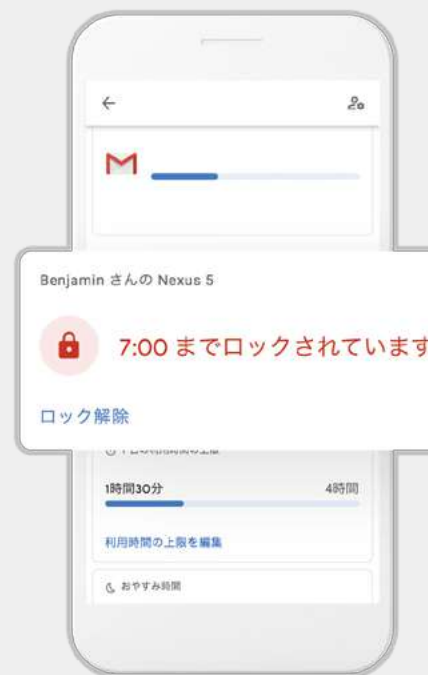 Benjamin さんの Nexus 5
7:00 までロックされています
ロック解除
1時間30分 4時間
利用時間の上限を編集
おやすみ時間